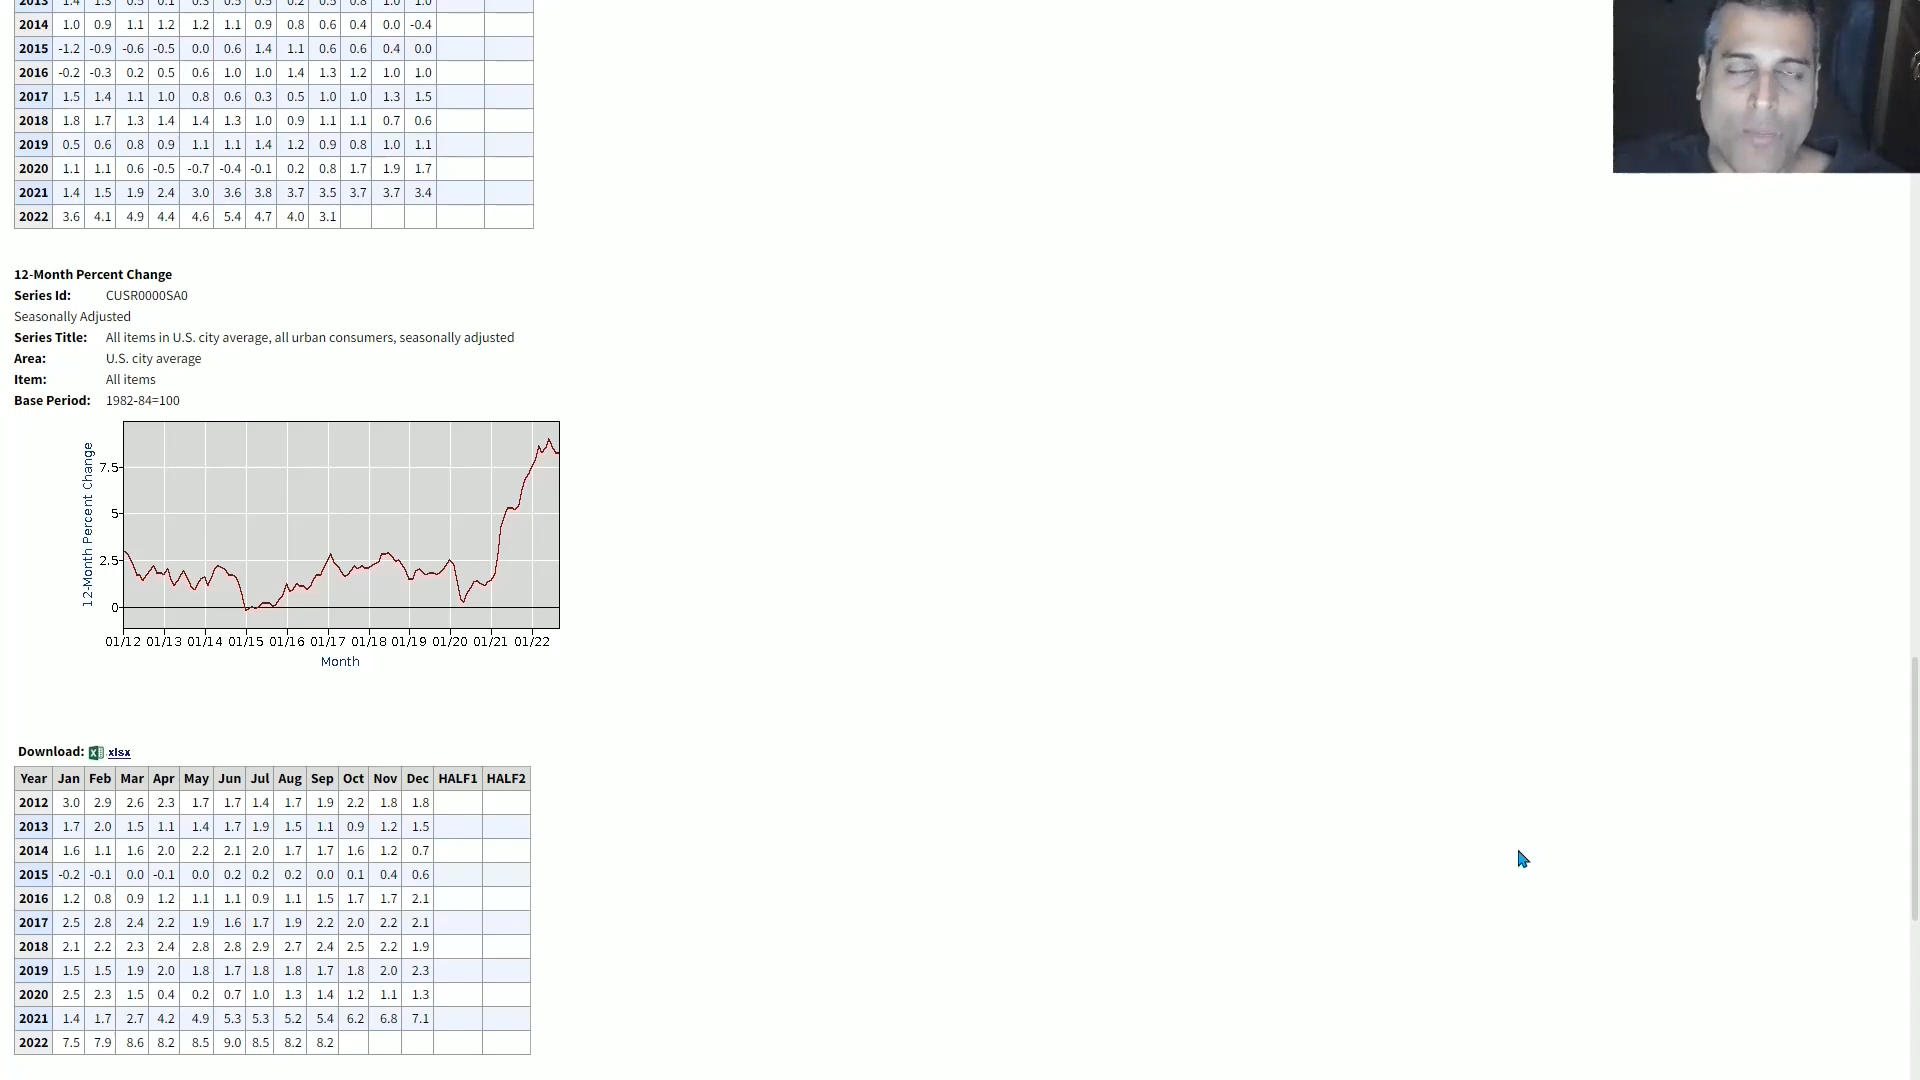 2013 1.4 1.3 0.5 0.1 0.3 0.5 0.5 0.2 0.5 0.8 1.0 1.0
2014 1.0 0.9 1.1 1.2 1.2 1.1 0.9 0.8 0.6 0.4 0.0 -0.4
2015 -1.2 -0.9 -0.6 -0.5 0.0 0.6 1.4 1.1 0.6 0.6 0.4 0.0
2016 -0.2 -0.3 0.2 0.5 0.6 1.0 1.0 1.4 1.3 1.2 1.0 1.0
2017 1.5 1.4 1.1 1.0 0.8 0.6 0.3 0.5 1.0 1.0 1.3 1.5
2018 1.8 1.7 1.3 1.4 1.4 1.3 1.0 0.9 1.1 1.1 0.7 0.6
2019 0.5 0.6 0.8 0.9 1.1 1.1 1.4 1.2 0.9 0.8 1.0 1.1
2020 1.1 1.1 0.6 -0.5 -0.7 -0.4 -0.1 0.2 0.8 1.7 1.9 1.7
2021 1.4 1.5 1.9 2.4 3.0 3.6 3.8 3.7 3.5 3.7 3.7 3.4
2022 3.6 4.1 4.9 4.4 4.6 5.4 4.7 4.0 3.1
12-Month Percent Change
Series Id: CUSR0000SA0
Seasonally Adjusted
Series Title: All items in U.S. city average, all urban consumers, seasonally adjusted
Area: U.S. city average
Item: All items
Base Period: 1982-84=100
12-Month Percent Change
7.5
5
2.5
0
01/12 01/13 01/14 01/15 01/16 01/17 01/18 01/19 01/20 01/21 01/22
Month
Download: .xlsx
Year Jan Feb Mar Apr May Jun Jul Aug Sep Oct Nov Dec HALF1 HALF2
2012 3.0 2.9 2.6 2.3 1.7 1.7 1.4 1.7 1.9 2.2 1.8 1.8
2013 1.7 2.0 1.5 1.1 1.4 1.7 1.9 1.5 1.1 0.9 1.2 1.5
2014 1.6 1.1 1.6 2.0 2.2 2.1 2.0 1.7 1.7 1.6 1.2 0.7
2015 -0.2 -0.1 0.0 -0.1 0.0 0.2 0.2 0.2 0.0 0.1 0.4 0.6
2016 1.2 0.8 0.9 1.2 1.1 1.1 0.9 1.1 1.5 1.7 1.7 2.1
2017 2.5 2.8 2.4 2.2 1.9 1.6 1.7 1.9 2.2 2.0 2.2 2.1
2018 2.1 2.2 2.3 2.4 2.8 2.8 2.9 2.7 2.4 2.5 2.2 1.9
2019 1.5 1.5 1.9 2.0 1.8 1.7 1.8 1.8 1.7 1.8 2.0 2.3
2020 2.5 2.3 1.5 0.4 0.2 0.7 1.0 1.3 1.4 1.2 1.1 1.3
2021 1.4 1.7 2.7 4.2 4.9 5.3 5.3 5.2 5.4 6.2 6.8 7.1
2022 7.5 7.9 8.6 8.2 8.5 9.0 8.5 8.2 8.2